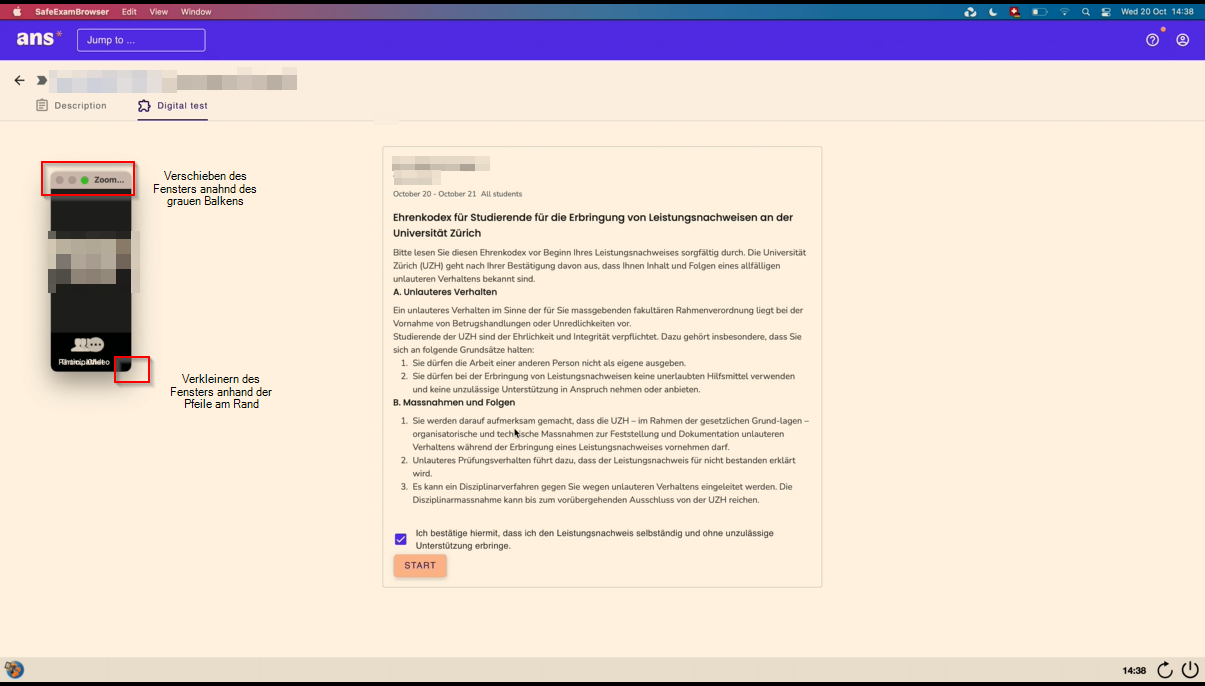 SafeExamBrowser Edit View Window Wed 20 Oct 14:38
ans* Jump to ...
Description Digital test
Zoom...
Verschieben des
Fensters anahnd des
grauen Balkens
Verkleinern des
Fensters anhand der
Pfeile am Rand
October 20 - October 21 All students
Ehrenkodex für Studierende für die Erbringung von Leistungsnachweisen an der
Universität Zürich
Bitte lesen Sie diesen Ehrenkodex vor Beginn Ihres Leistungsnachweises sorgfältig durch. Die Universität
Zürich (UZH) geht nach Ihrer Bestätigung davon aus, dass Ihnen Inhalt und Folgen eines allfälligen
unlauteren Verhaltens bekannt sind.
A. Unlauteres Verhalten
Ein unlauteres Verhalten im Sinne der für Sie massgebenden fakultären Rahmenverordnung liegt bei der
Vornahme von Betrugshandlungen oder Unredlichkeiten vor.
Studierende der UZH sind der Ehrlichkeit und Integrität verpflichtet. Dazu gehört insbesondere, dass Sie
sich an folgende Grundsätze halten:
1. Sie dürfen die Arbeit einer anderen Person nicht als eigene ausgeben.
2. Sie dürfen bei der Erbringung von Leistungsnachweisen keine unerlaubten Hilfsmittel verwenden
und keine unzulässige Unterstützung in Anspruch nehmen oder anbieten.
B. Massnahmen und Folgen
1. Sie werden darauf aufmerksam gemacht, dass die UZH – im Rahmen der gesetzlichen Grund-lagen –
organisatorische und technische Massnahmen zur Feststellung und Dokumentation unlauteren
Verhaltens während der Erbringung eines Leistungsnachweises vornehmen darf.
2. Unlauteres Prüfungsverhalten führt dazu, dass der Leistungsnachweis für nicht bestanden erklärt
wird.
3. Es kann ein Disziplinarverfahren gegen Sie wegen unlauteren Verhaltens eingeleitet werden. Die
Disziplinarmassnahme kann bis zum vorübergehenden Ausschluss von der UZH reichen.
Ich bestätige hiermit, dass ich den Leistungsnachweis selbständig und ohne unzulässige
Unterstützung erbringe.
START
14:38